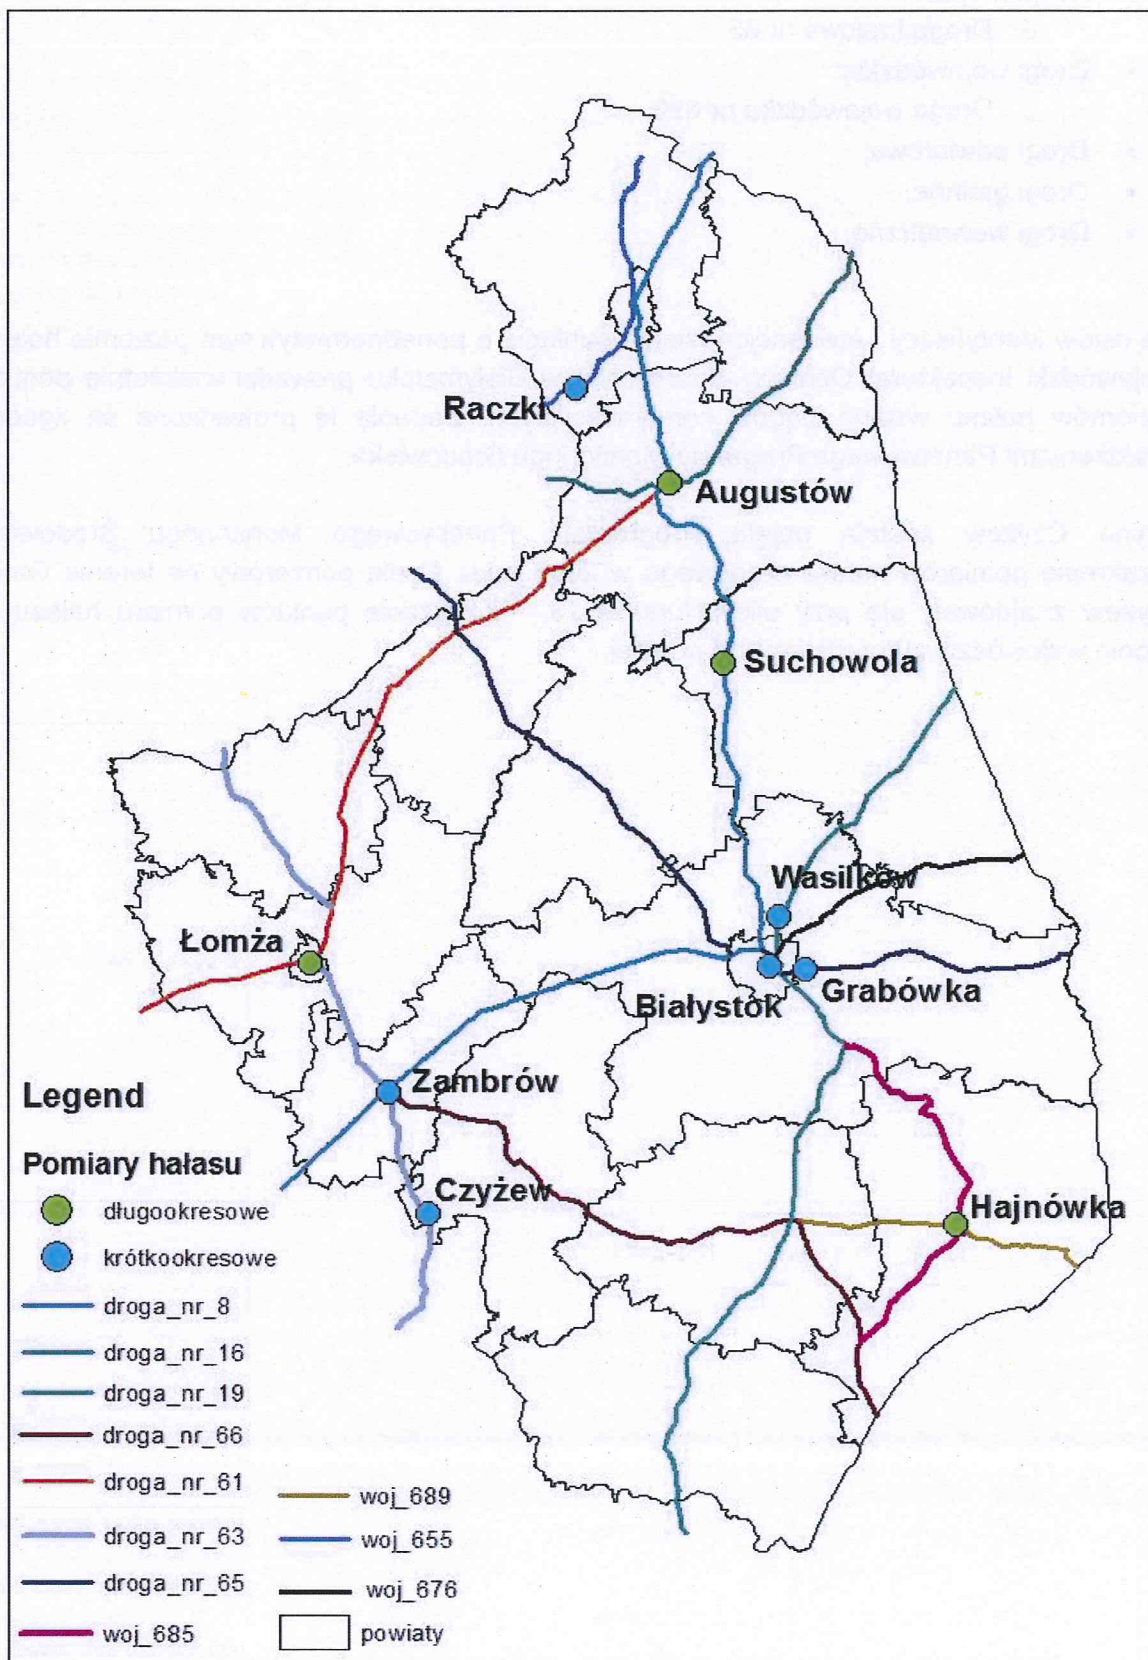 Raczki
Augustów
Suchowola
Wasilków
Łomża
Grabówka
Białystok
Zambrów
Legend
Pomiary hałasu
Czyżew
Hajnówka
długookresowe
krótkookresowe
droga_nr_8
droga_nr_16
droga_nr_19
droga_nr_66
droga_nr_61
woj_689
droga_nr_63
woj_655
droga_nr_65
woj_676
woj_685
powiaty